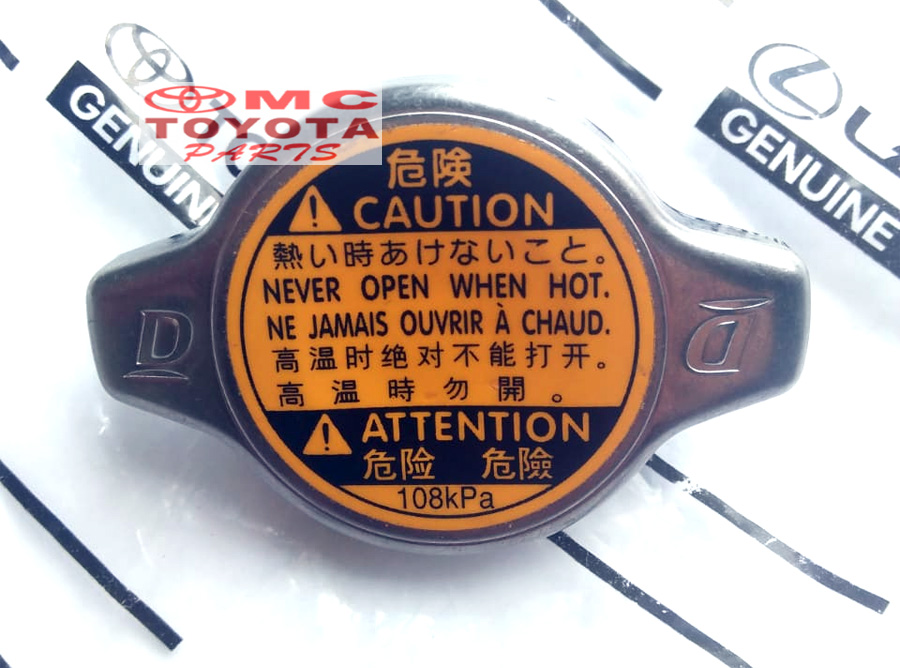 MC
TOYOTA
PARTS
GENUINE
GENUINE
危険
CAUTION
熱い時あけないこと。
NEVER OPEN WHEN HOT.
NE JAMAIS OUVRIR À CHAUD.
高温时绝对不能打开。
高温時勿開。
ATTENTION
危险 危險
108kPa
D
D